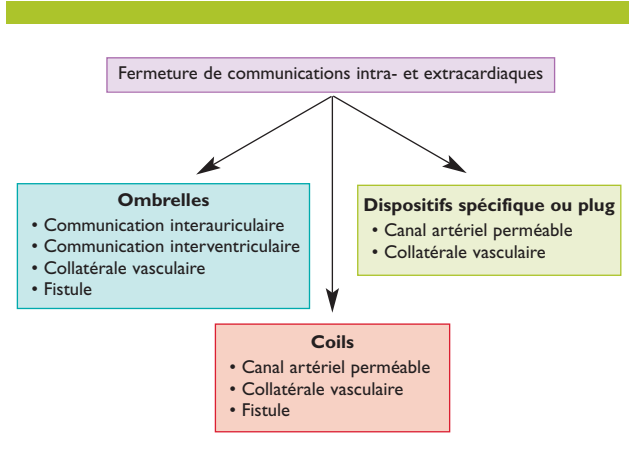 Fermeture de communications intra- et extracardiaques
Ombrelles
• Communication interauriculaire
• Communication interventriculaire
• Collatérale vasculaire
• Fistule
Dispositifs spécifique ou plug
• Canal artériel perméable
• Collatérale vasculaire
Coils
• Canal artériel perméable
• Collatérale vasculaire
• Fistule